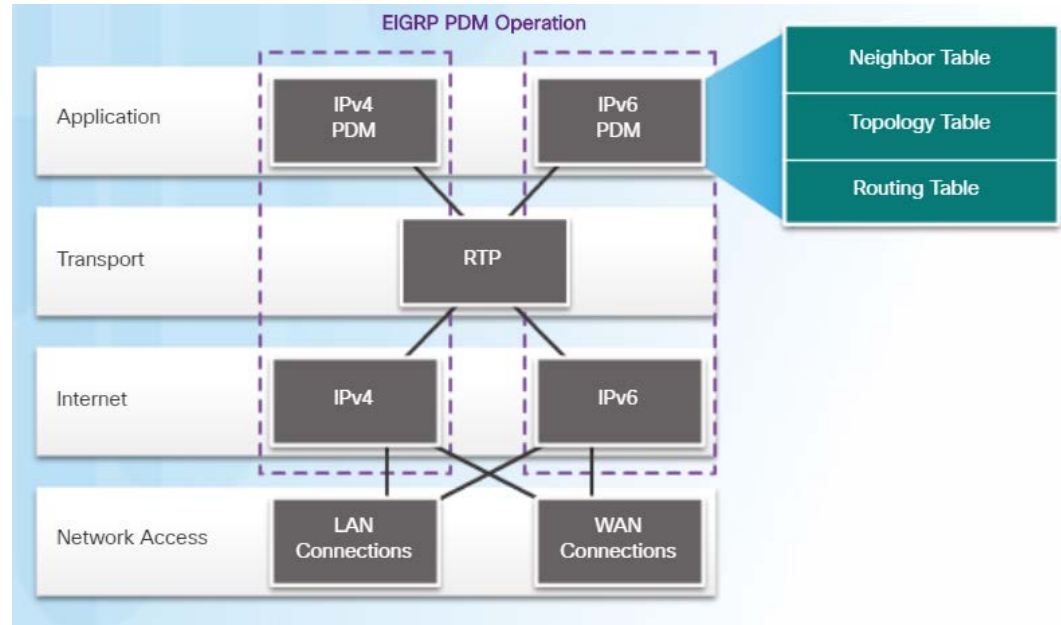 EIGRP PDM Operation
Application
IPv4
PDM
IPv6
PDM
Neighbor Table
Topology Table
Routing Table
Transport
RTP
Internet
IPv4
IPv6
Network Access
LAN
Connections
WAN
Connections